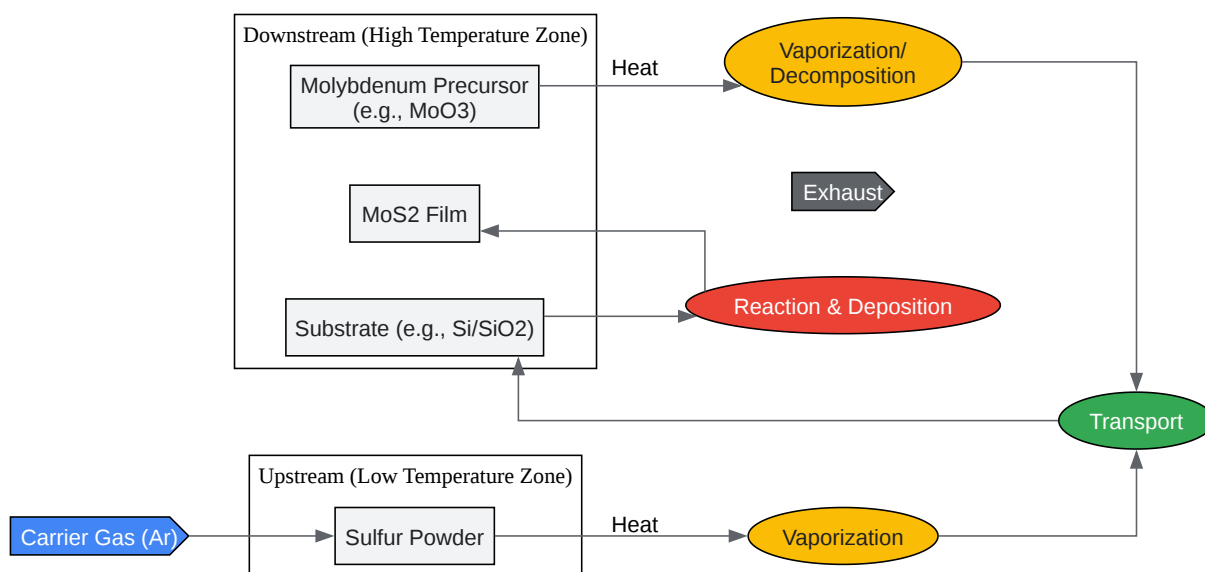 Downstream (High Temperature Zone)
Molybdenum Precursor
(e.g., MoO3)
Heat
Vaporization/
Decomposition
Exhaust
MoS2 Film
Substrate (e.g., Si/SiO2)
Reaction & Deposition
Transport
Upstream (Low Temperature Zone)
Carrier Gas (Ar)
Sulfur Powder
Heat
Vaporization